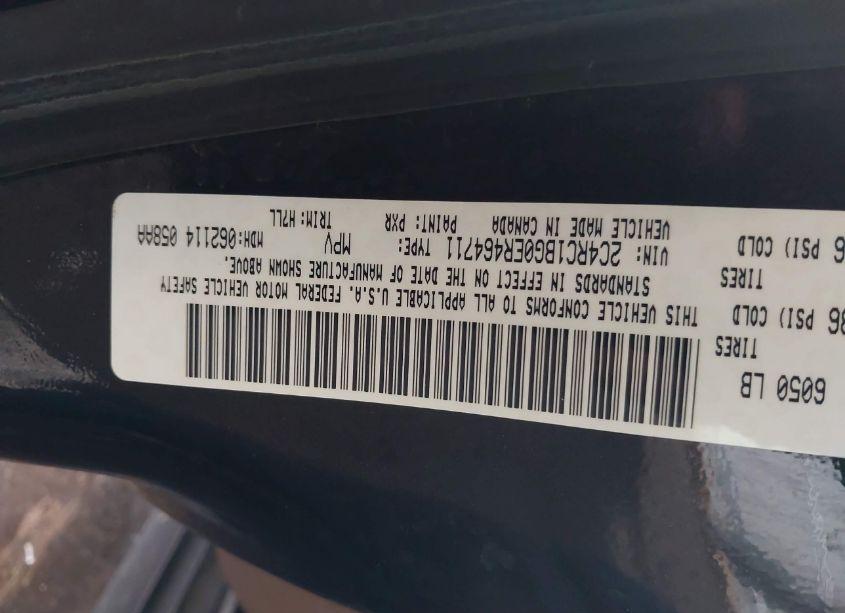 6050 LB
TIRES
36 PSI) COLD
TIRES
6 PSI) COLD
THIS VEHICLE CONFORMS TO ALL APPLICABLE U.S.A. FEDERAL MOTOR VEHICLE SAFETY
STANDARDS IN EFFECT ON THE DATE OF MANUFACTURE SHOWN ABOVE.
VIN: 2C4RC1BG0ER464711 TYPE: MPV MDH:062114 058AA
VEHICLE MADE IN CANADA PAINT: PXR TRIM: H7LL